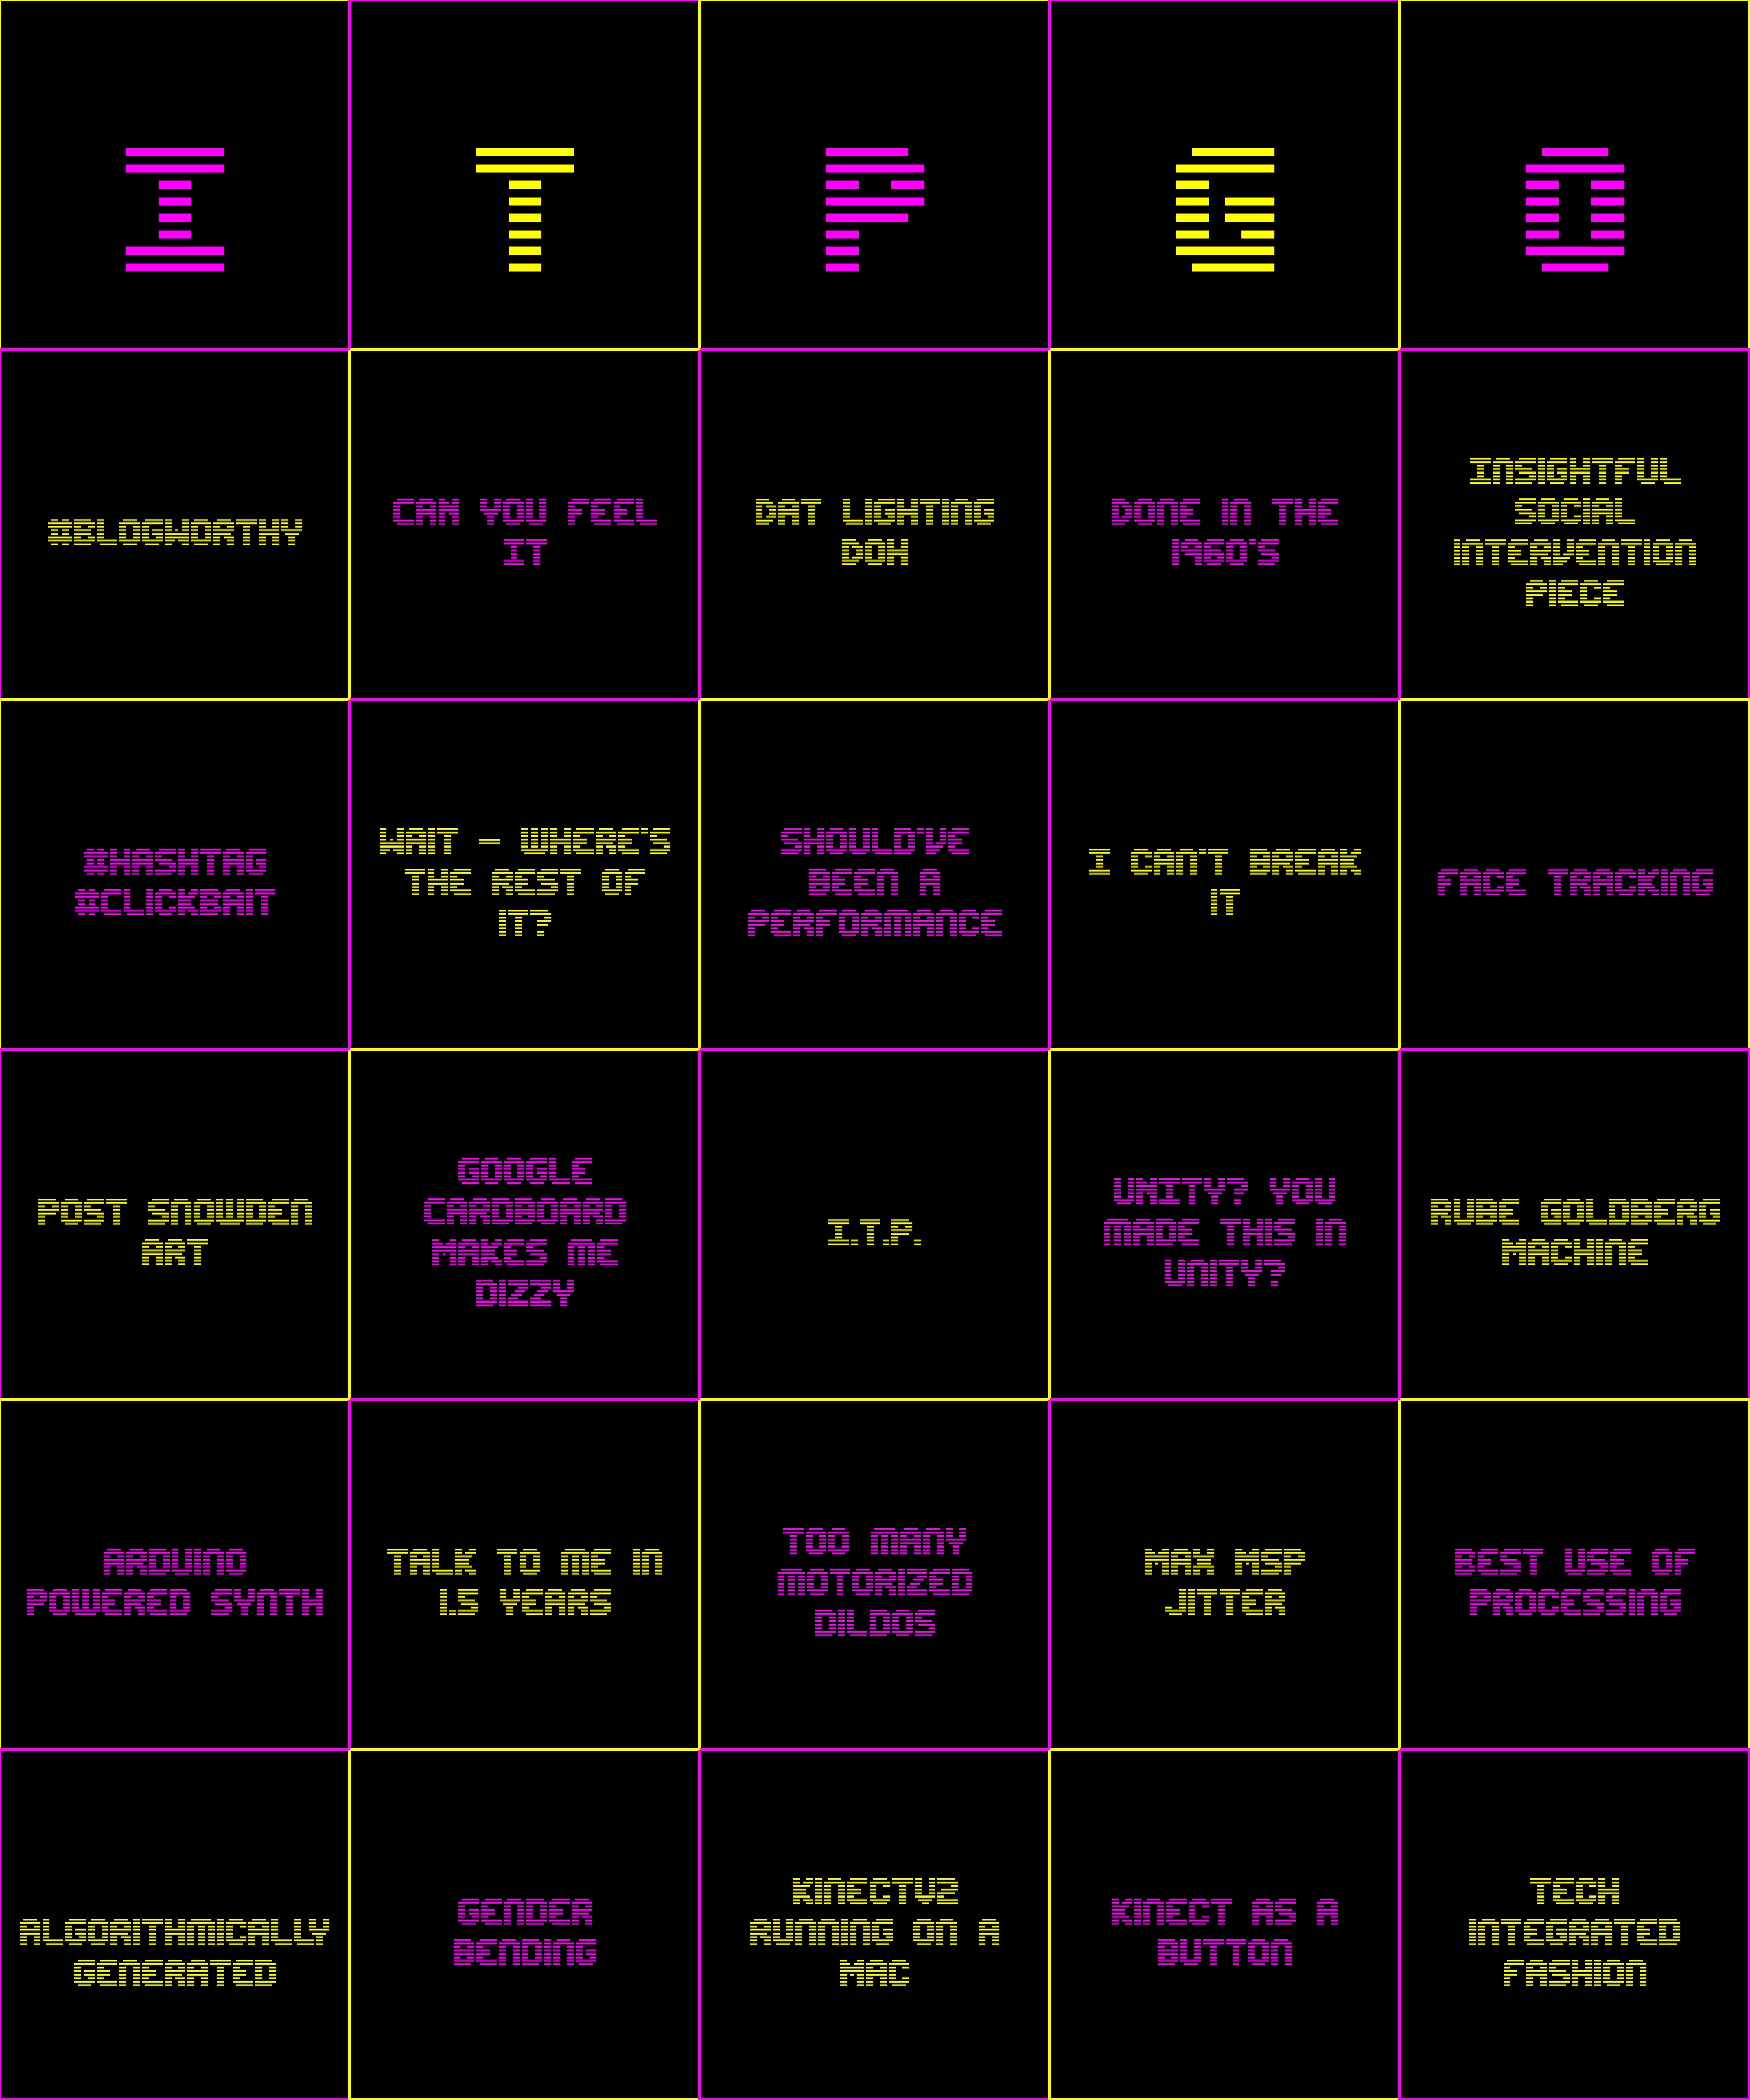 I
T
P
G
O
#BLOGWORTHY
CAN YOU FEEL
IT
DAT LIGHTING
DOH
DONE IN THE
1960'S
INSIGHTFUL
SOCIAL
INTERVENTION
PIECE
#HASHTAG
#CLICKBAIT
WAIT - WHERE'S
THE REST OF
IT?
SHOULD'VE
BEEN A
PERFORMANCE
I CAN'T BREAK
IT
FACE TRACKING
POST SNOWDEN
ART
GOOGLE
CARDBOARD
MAKES ME
DIZZY
I.T.P.
UNITY? YOU
MADE THIS IN
UNITY?
RUBE GOLDBERG
MACHINE
ARDUINO
POWERED SYNTH
TALK TO ME IN
1.5 YEARS
TOO MANY
MOTORIZED
DILDOS
MAX MSP
JITTER
BEST USE OF
PROCESSING
ALGORITHMICALLY
GENERATED
GENDER
BENDING
KINECTV2
RUNNING ON A
MAC
KINECT AS A
BUTTON
TECH
INTEGRATED
FASHION